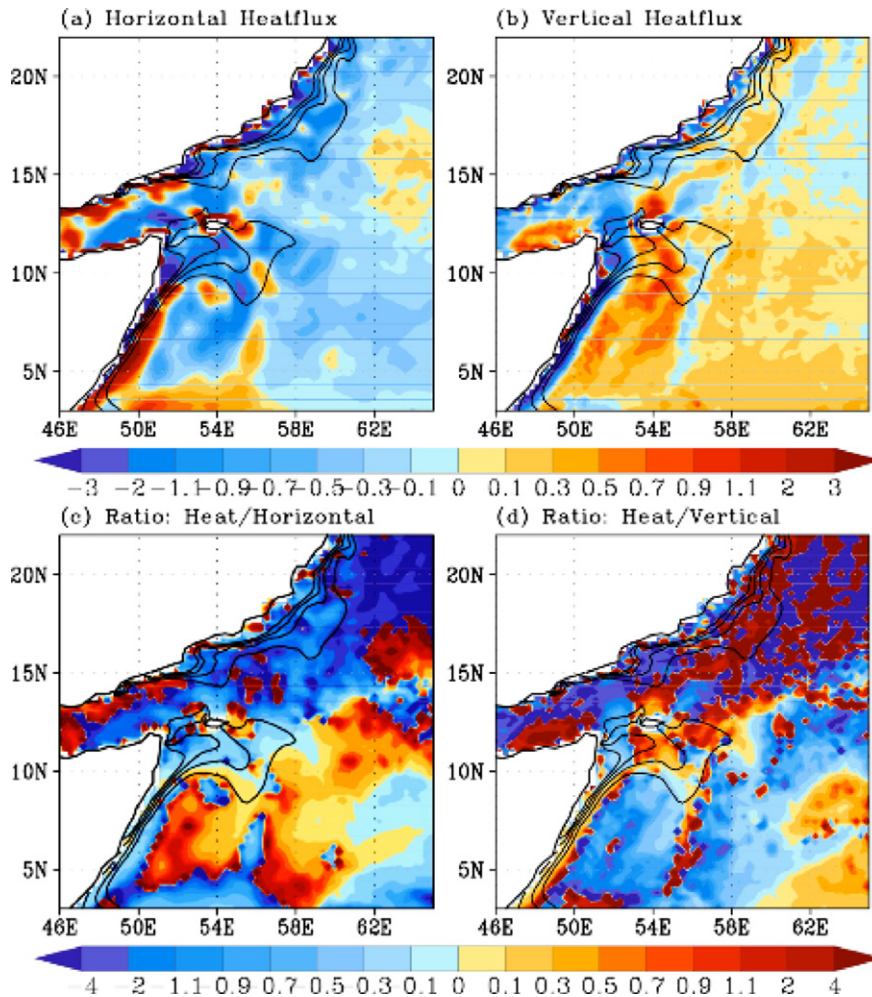 (a) Horizontal Heatflux
(b) Vertical Heatflux
20N
15N
10N
5N
46E 50E 54E 58E 62E
20N
15N
10N
5N
46E 50E 54E 58E 62E
-3 -2 -1.1 -0.9 -0.7 -0.5 -0.3 -0.1 0 0.1 0.3 0.5 0.7 0.9 1.1 2 3
(c) Ratio: Heat/Horizontal
(d) Ratio: Heat/Vertical
20N
15N
10N
5N
46E 50E 54E 58E 62E
20N
15N
10N
5N
46E 50E 54E 58E 62E
-4 -2 -1.1 -0.9 0.7 -0.5 -0.3 -0.1 0 0.1 0.3 0.5 0.7 0.9 1.1 2 4